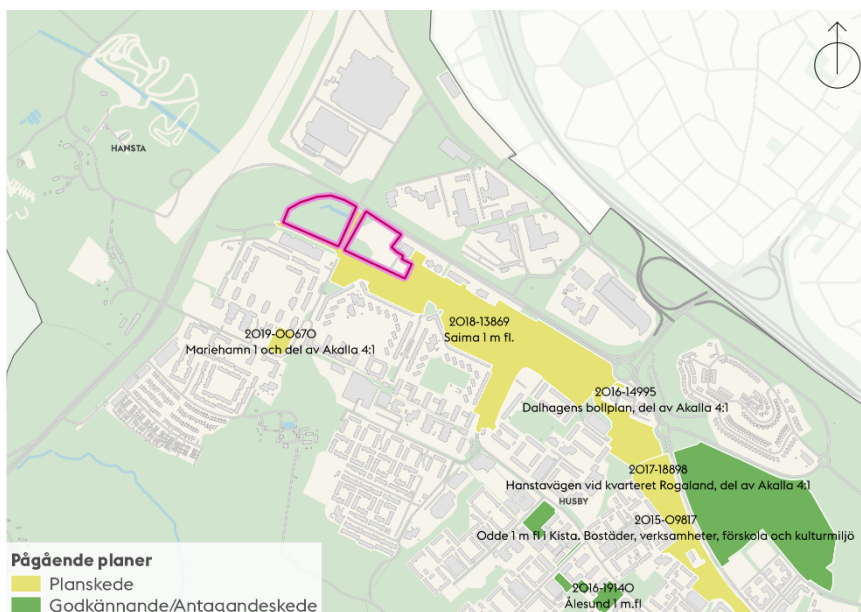 HANSTA
2018-13869
Saima 1 m fl.
2019-00670
Mariehamn 1 och del av Akalla 4:1
2016-14995
Dalhagens bollplan, del av Akalla 4:1
2017-18898
Hanstavägen vid kvarteret Rogaland, del av Akalla 4:1
HUSBY
2015-09817
Odde 1 m fl i Kista. Bostäder, verksamheter, förskola och kulturmiljö
2016-19140
Ålesund 1 m.fl
Pågående planer
Planskede
Godkännande/Antagandeskede